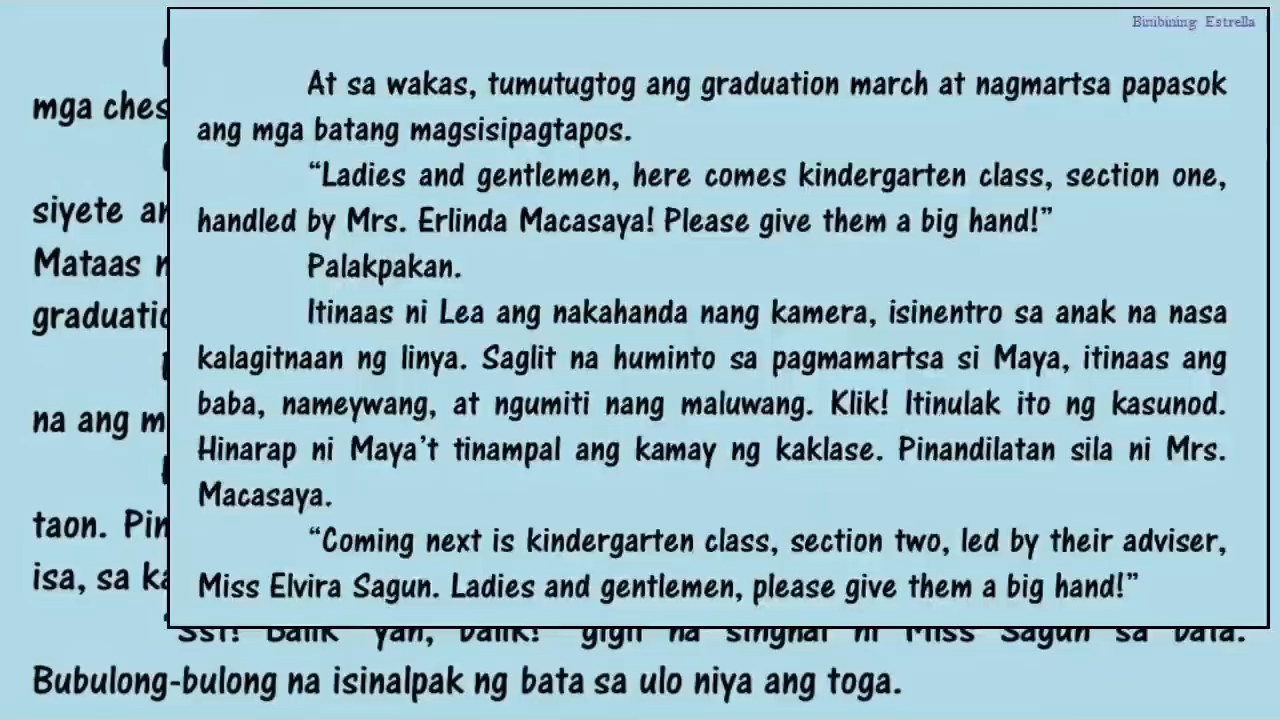 Binibining Estrella
At sa wakas, tumutugtog ang graduation march at nagmartsa papasok
ang mga batang magsisipagtapos.
“Ladies and gentlemen, here comes kindergarten class, section one,
handled by Mrs. Erlinda Macasaya! Please give them a big hand!”
Palakpakan.
Itinaas ni Lea ang nakahanda nang kamera, isinentro sa anak na nasa
kalagitnaan ng linya. Saglit na huminto sa pagmamartsa si Maya, itinaas ang
baba, nameywang, at ngumiti nang maluwang. Klik! Itinulak ito ng kasunod.
Hinarap ni Maya’t tinampal ang kamay ng kaklase. Pinandilatan sila ni Mrs.
Macasaya.
“Coming next is kindergarten class, section two, led by their adviser,
Miss Elvira Sagun. Ladies and gentlemen, please give them a big hand!”
mga
siyete
Mataas
na ang
taon.
isa, sa
ni Miss Sagun sa bata.
Bubulong-bulong na isinalpak ng bata sa ulo niya ang toga.